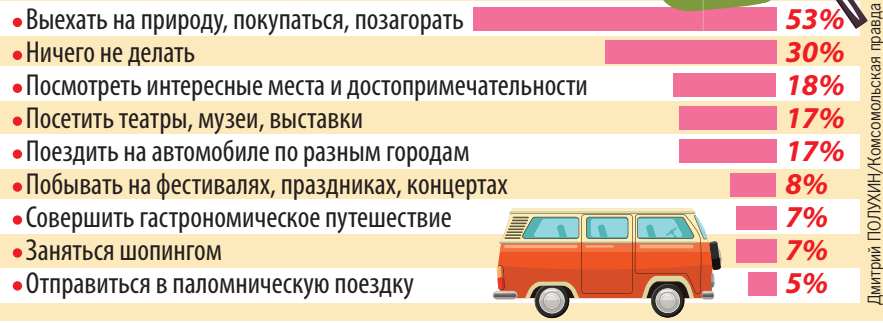 • Выехать на природу, покупаться, позагорать 53%
• Ничего не делать 30%
• Посмотреть интересные места и достопримечательности 18%
• Посетить театры, музеи, выставки 17%
• Поездить на автомобиле по разным городам 17%
• Побывать на фестивалях, праздниках, концертах 8%
• Совершить гастрономическое путешествие 7%
• Заняться шопингом 7%
• Отправиться в паломническую поездку 5%
Дмитрий ПОЛУХИН/Комсомольская правда